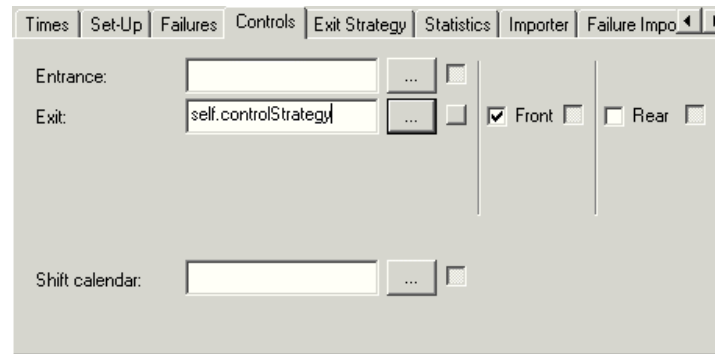 Times Set-Up Failures Controls Exit Strategy Statistics Importer Failure Impo
Entrance: ...
Exit: self.controlStrategy ... Front Rear
Shift calendar: ...